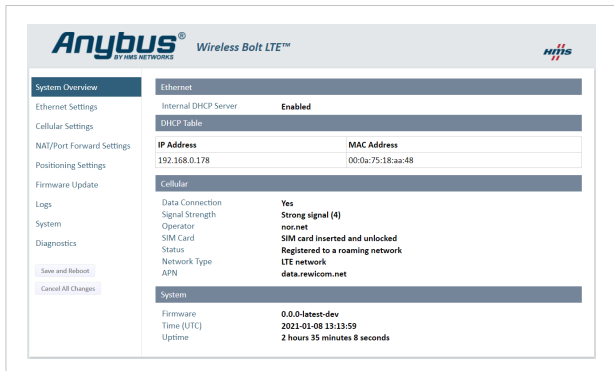 Anybus®
BY HMS NETWORKS
Wireless Bolt LTE™
HMS
System Overview
Ethernet Settings
Cellular Settings
NAT/Port Forward Settings
Positioning Settings
Firmware Update
Logs
System
Diagnostics
Save and Reboot
Cancel All Changes
Ethernet
Internal DHCP Server Enabled
DHCP Table
IP Address MAC Address
192.168.0.178 00:0a:75:18:aa:48
Cellular
Data Connection Yes
Signal Strength Strong signal (4)
Operator nor.net
SIM Card SIM card inserted and unlocked
Status Registered to a roaming network
Network Type LTE network
APN data.rewicom.net
System
Firmware 0.0.0-latest-dev
Time (UTC) 2021-01-08 13:13:59
Uptime 2 hours 35 minutes 8 seconds